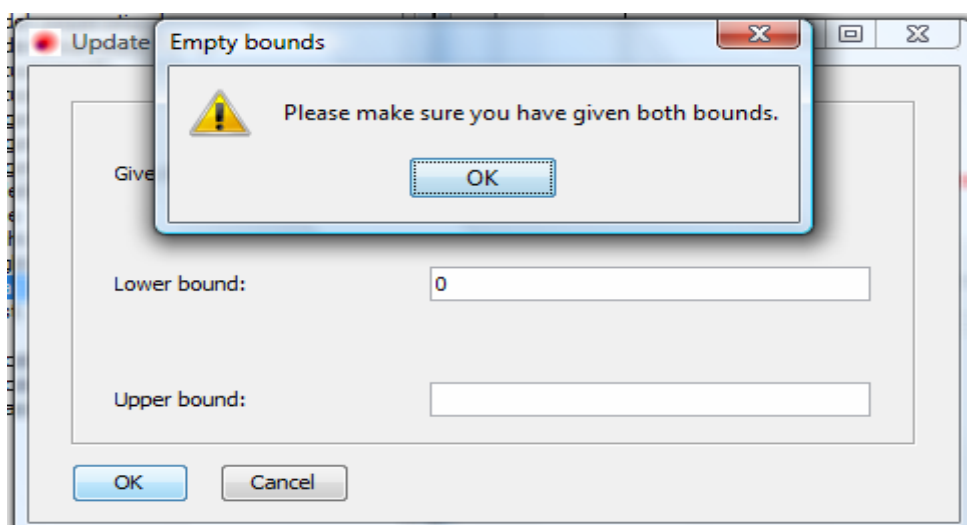 Update
Empty bounds
Please make sure you have given both bounds.
OK
Give
Lower bound:
0
Upper bound:
OK
Cancel